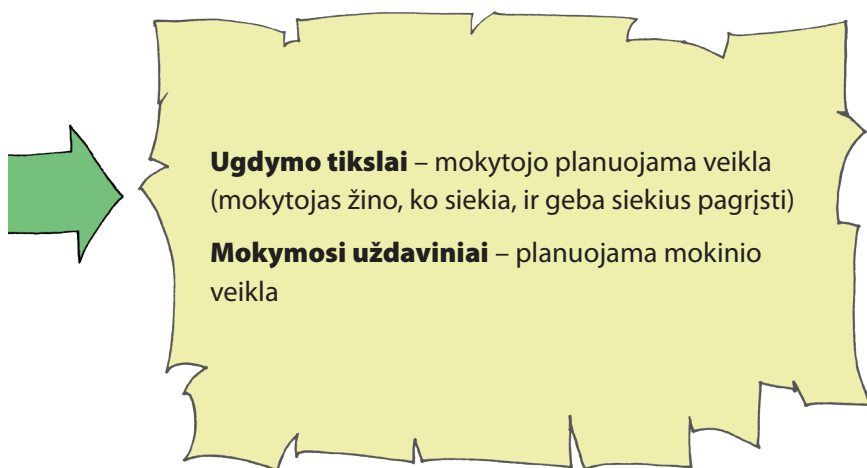 Ugdymo tikslai – mokytojo planuojama veikla
(mokytojas žino, ko siekia, ir geba siekius pagrįsti)
Mokymosi uždaviniai – planuojama mokinio
veikla